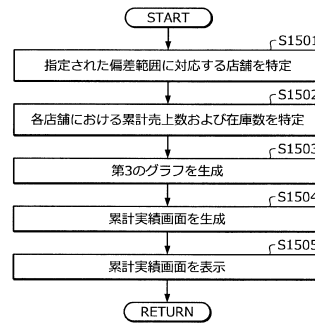 START
S1501
指定された偏差範囲に対応する店舗を特定
S1502
各店舗における累計売上数および在庫数を特定
S1503
第3のグラフを生成
S1504
累計実績画面を生成
S1505
累計実績画面を表示
RETURN